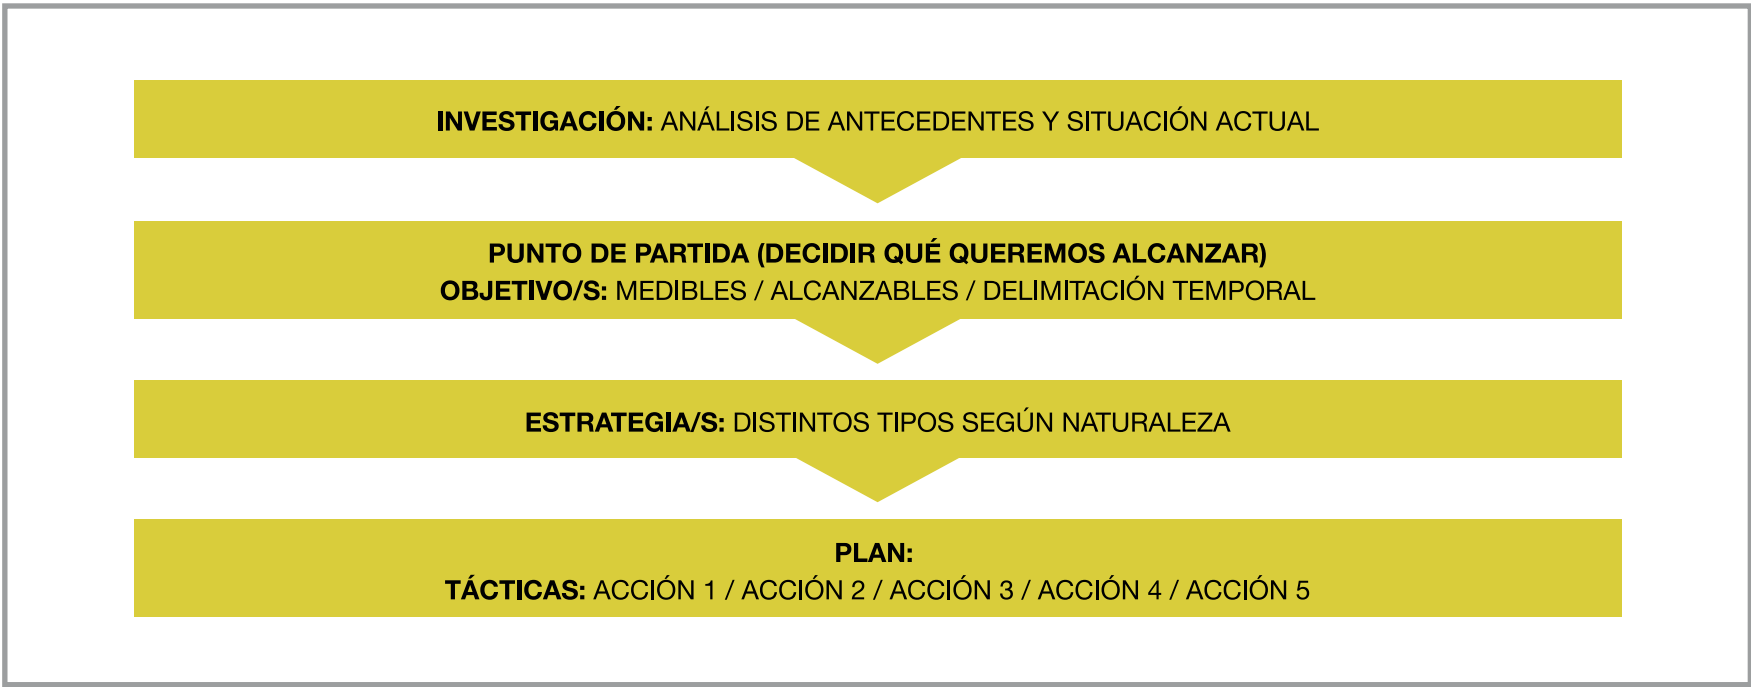 INVESTIGACIÓN: ANÁLISIS DE ANTECEDENTES Y SITUACIÓN ACTUAL
PUNTO DE PARTIDA (DECIDIR QUÉ QUEREMOS ALCANZAR)
OBJETIVO/S: MEDIBLES / ALCANZABLES / DELIMITACIÓN TEMPORAL
ESTRATEGIA/S: DISTINTOS TIPOS SEGÚN NATURALEZA
PLAN:
TÁCTICAS: ACCIÓN 1 / ACCIÓN 2 / ACCIÓN 3 / ACCIÓN 4 / ACCIÓN 5